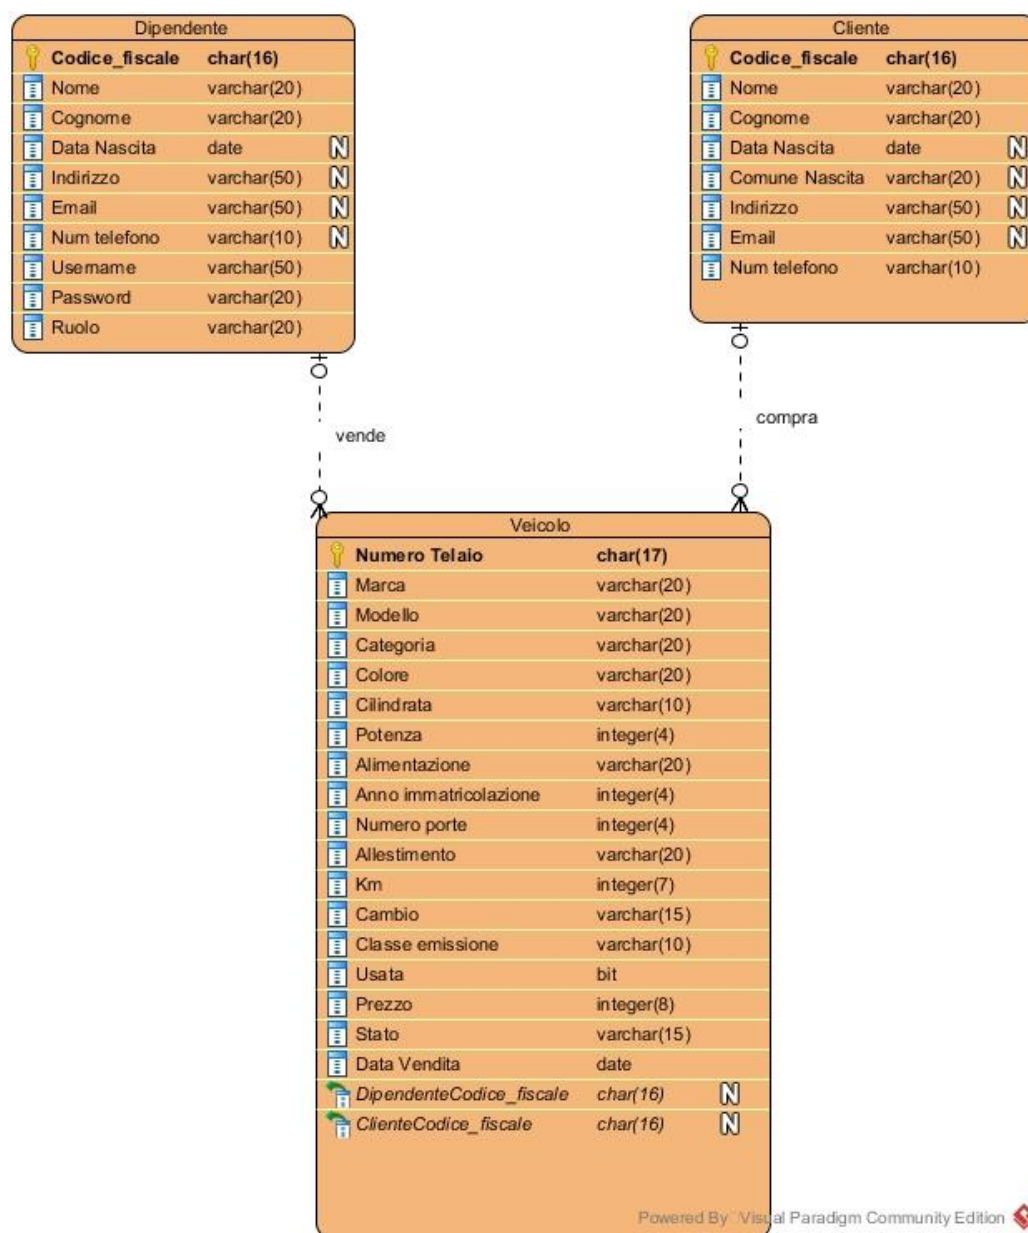 Dipendente
Codice_fiscale char(16)
Nome varchar(20)
Cognome varchar(20)
Data Nascita date N
Indirizzo varchar(50) N
Email varchar(50) N
Num telefono varchar(10) N
Username varchar(50)
Password varchar(20)
Ruolo varchar(20)
Cliente
Codice_fiscale char(16)
Nome varchar(20)
Cognome varchar(20)
Data Nascita date N
Comune Nascita varchar(20) N
Indirizzo varchar(50) N
Email varchar(50) N
Num telefono varchar(10)
vende
compra
Veicolo
Numero Telaio char(17)
Marca varchar(20)
Modello varchar(20)
Categoria varchar(20)
Colore varchar(20)
Cilindrata varchar(10)
Potenza integer(4)
Alimentazione varchar(20)
Anno immatricolazione integer(4)
Numero porte integer(4)
Allestimento varchar(20)
Km integer(7)
Cambio varchar(15)
Classe emissione varchar(10)
Usata bit
Prezzo integer(8)
Stato varchar(15)
Data Vendita date
DipendenteCodice_fiscale char(16) N
ClienteCodice_fiscale char(16) N
Powered By Visual Paradigm Community Edition